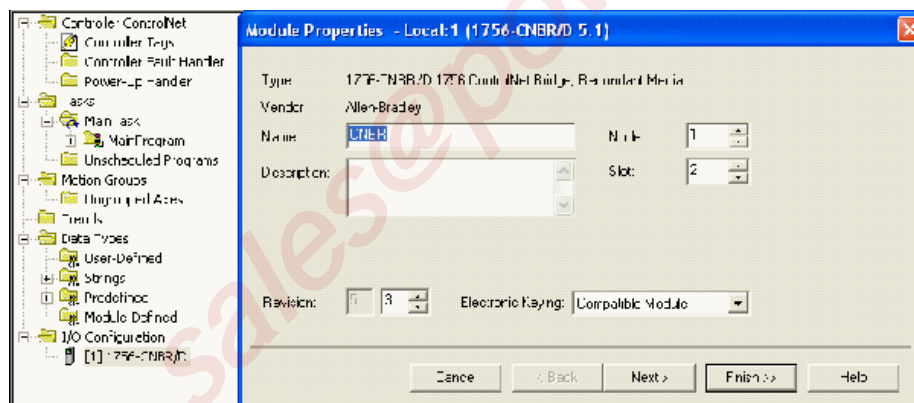 Controller ControlNet
Controller Tags
Controller Fault Handler
Power-Up Handler
Tasks
MainTask
MainProgram
Unscheduled Programs
Motion Groups
Ungrouped Axes
Trends
Data Types
User-Defined
Strings
Predefined
Module-Defined
I/O Configuration
[1] 1756-CNBR/D
Module Properties - Local:1 (1756-CNBR/D 5.1)
Type: 1756-CNBR/D 1756 ControlNet Bridge, Redundant Media
Vendor: Allen-Bradley
Name: CNBR
Node: 1
Description:
Slot: 2
Revision: 5 3
Electronic Keying: Compatible Module
Cancel
< Back
Next >
Finish >>
Help